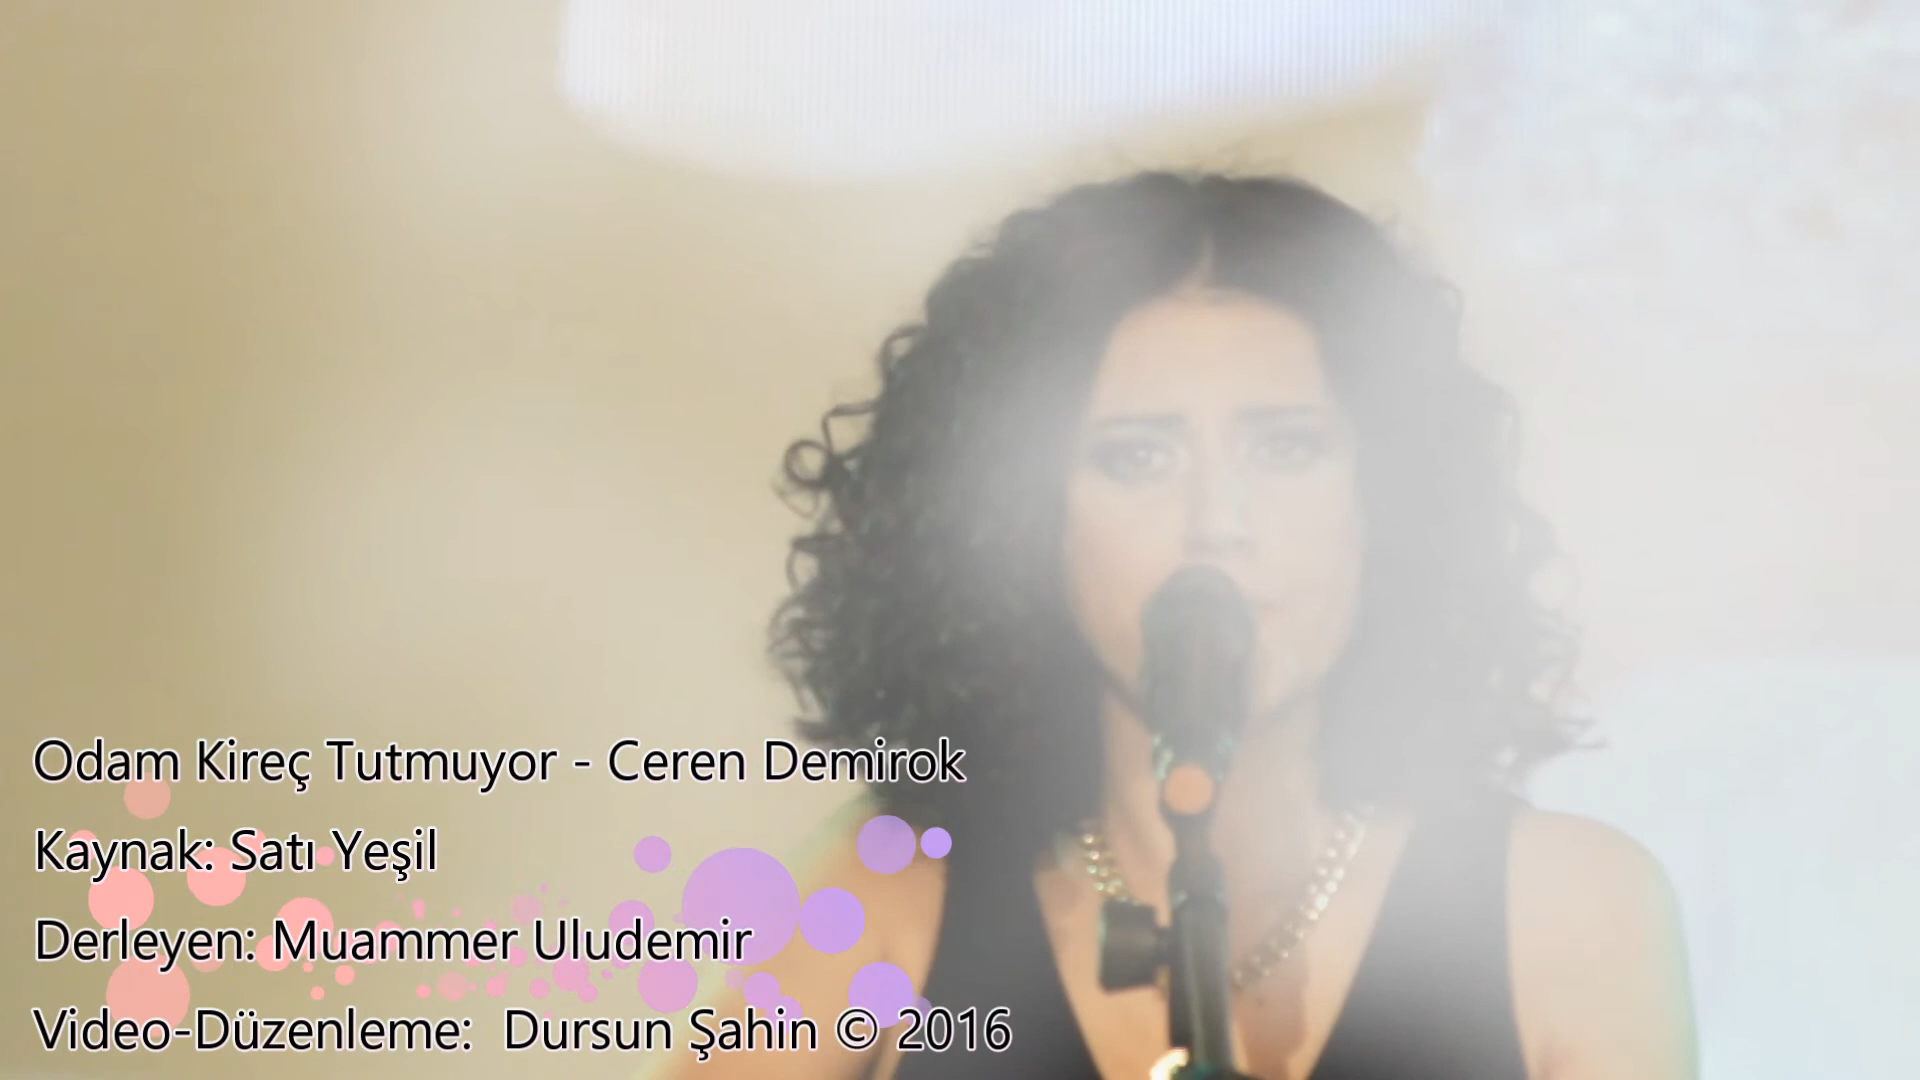 Odam Kireç Tutmuyor - Ceren Demirok
Kaynak: Satı Yeşil
Derleyen: Muammer Uludemir
Video-Düzenleme: Dursun Şahin © 2016